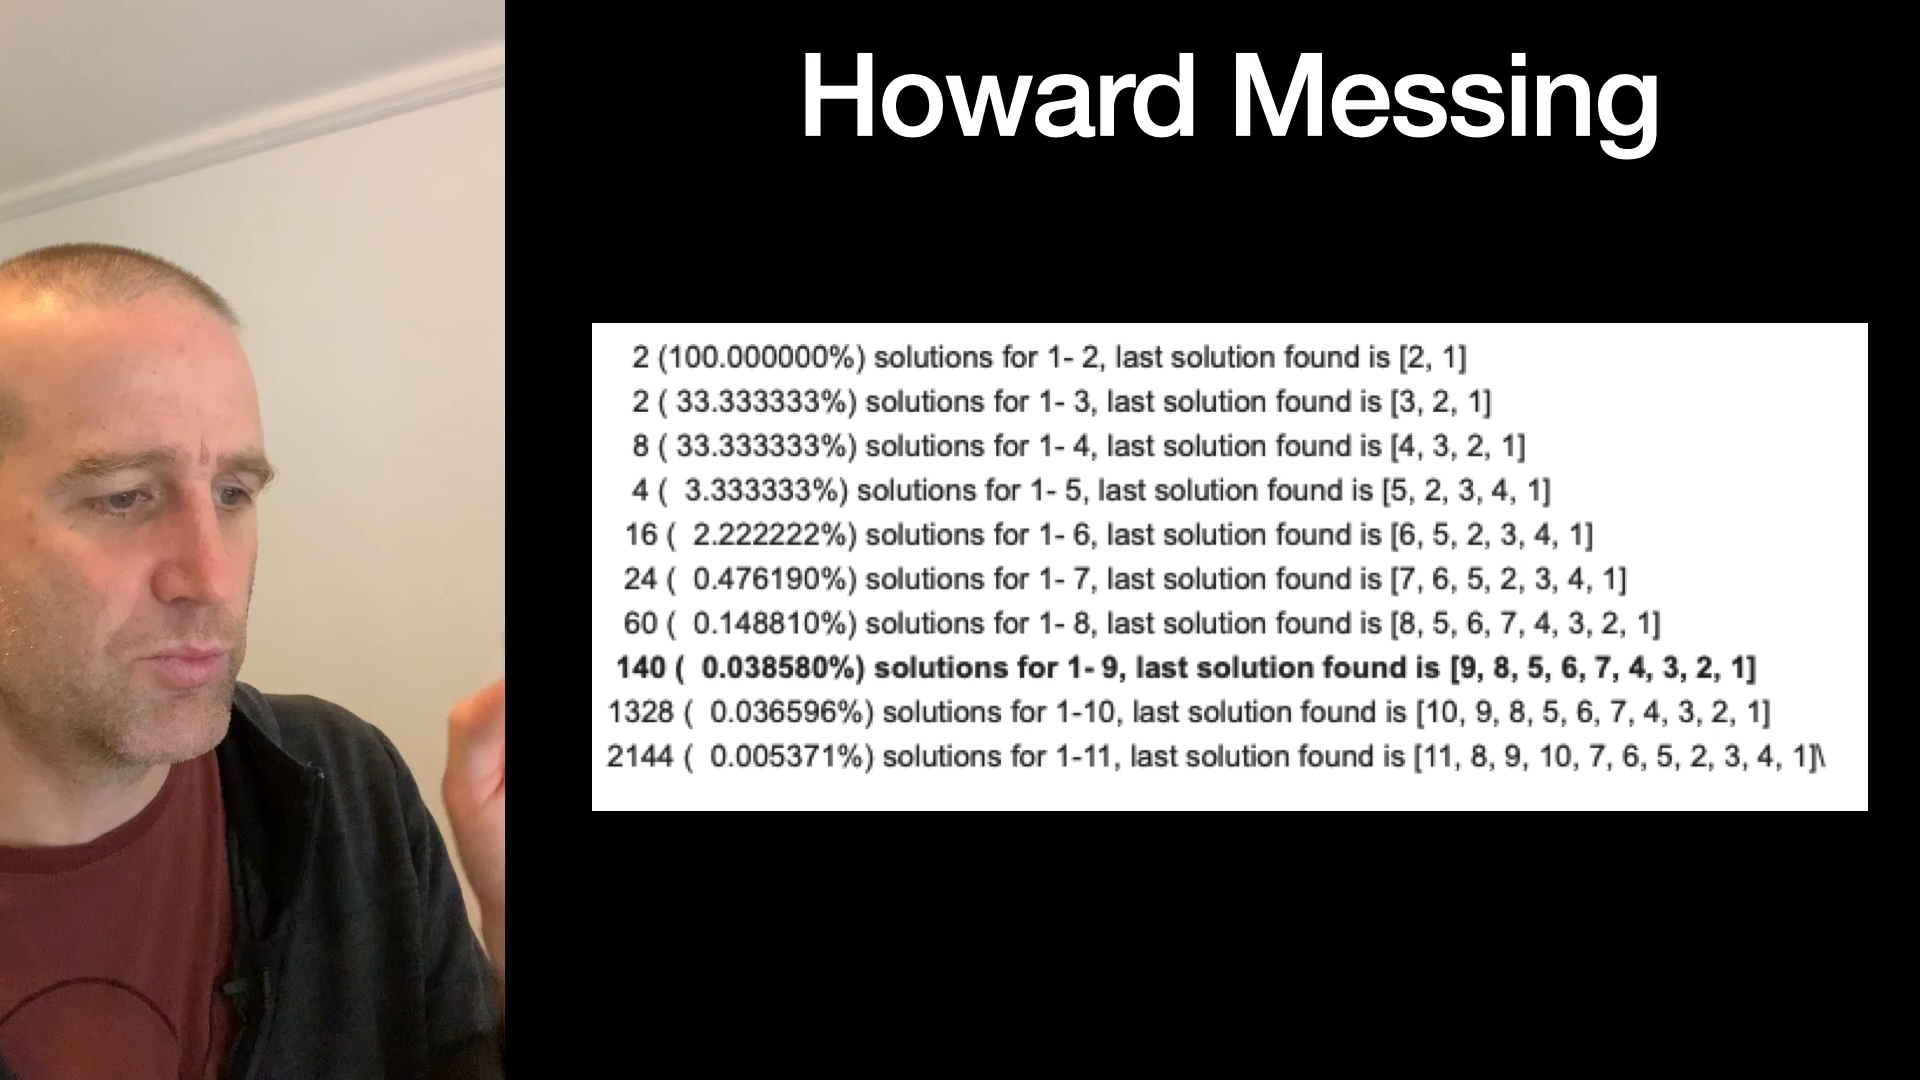 Howard Messing
2 (100.000000%) solutions for 1- 2, last solution found is [2, 1]
2 ( 33.333333%) solutions for 1- 3, last solution found is [3, 2, 1]
8 ( 33.333333%) solutions for 1- 4, last solution found is [4, 3, 2, 1]
4 (  3.333333%) solutions for 1- 5, last solution found is [5, 2, 3, 4, 1]
16 (  2.222222%) solutions for 1- 6, last solution found is [6, 5, 2, 3, 4, 1]
24 (  0.476190%) solutions for 1- 7, last solution found is [7, 6, 5, 2, 3, 4, 1]
60 (  0.148810%) solutions for 1- 8, last solution found is [8, 5, 6, 7, 4, 3, 2, 1]
140 (  0.038580%) solutions for 1- 9, last solution found is [9, 8, 5, 6, 7, 4, 3, 2, 1]
1328 (  0.036596%) solutions for 1-10, last solution found is [10, 9, 8, 5, 6, 7, 4, 3, 2, 1]
2144 (  0.005371%) solutions for 1-11, last solution found is [11, 8, 9, 10, 7, 6, 5, 2, 3, 4, 1]\